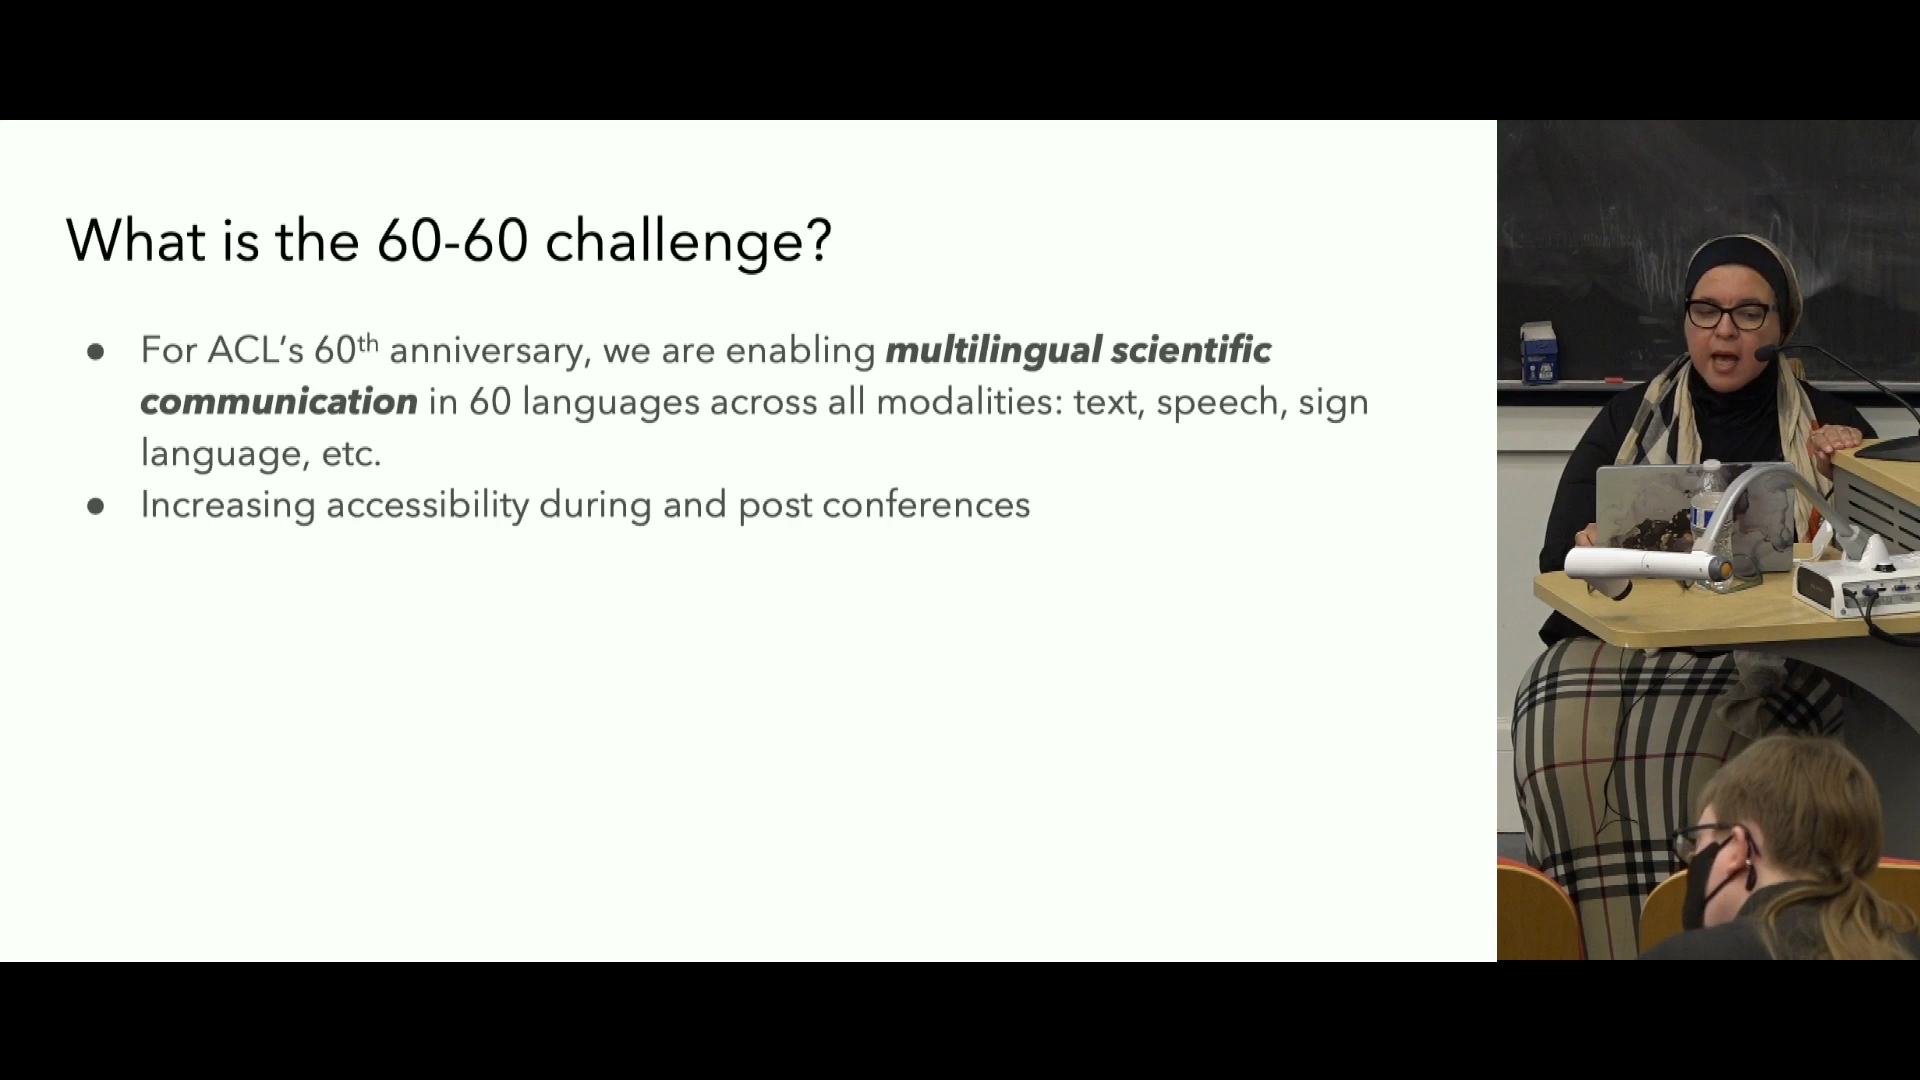 What is the 60-60 challenge?
● For ACL's 60th anniversary, we are enabling multilingual scientific
communication in 60 languages across all modalities: text, speech, sign
language, etc.
● Increasing accessibility during and post conferences